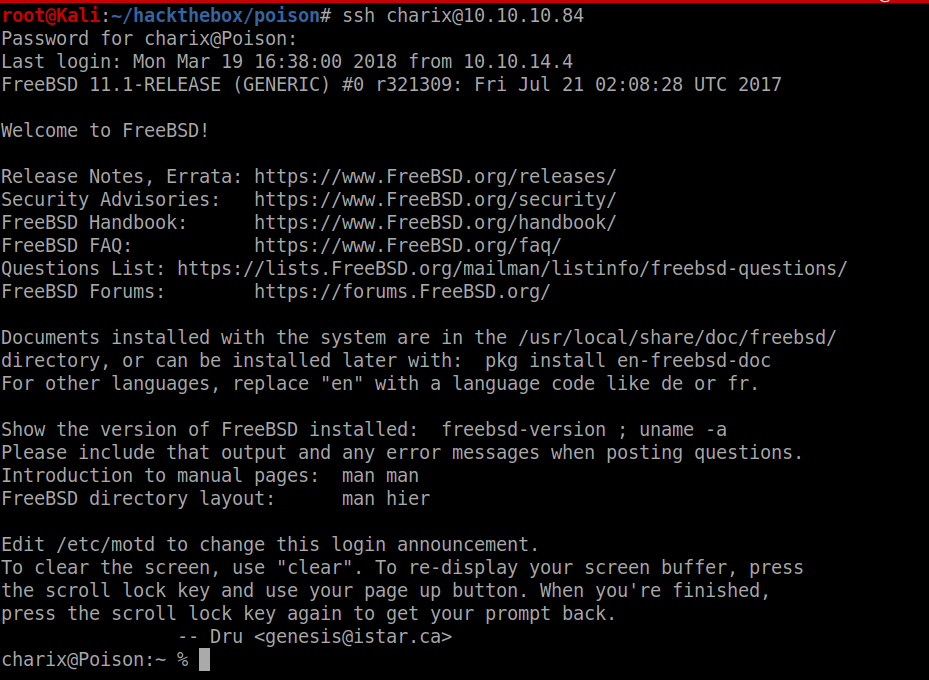 root@Kali:~/hackthebox/poison# ssh charix@10.10.10.84
Password for charix@Poison:
Last login: Mon Mar 19 16:38:00 2018 from 10.10.14.4
FreeBSD 11.1-RELEASE (GENERIC) #0 r321309: Fri Jul 21 02:08:28 UTC 2017

Welcome to FreeBSD!

Release Notes, Errata: https://www.FreeBSD.org/releases/
Security Advisories:   https://www.FreeBSD.org/security/
FreeBSD Handbook:      https://www.FreeBSD.org/handbook/
FreeBSD FAQ:           https://www.FreeBSD.org/faq/
Questions List: https://lists.FreeBSD.org/mailman/listinfo/freebsd-questions/
FreeBSD Forums:        https://forums.FreeBSD.org/

Documents installed with the system are in the /usr/local/share/doc/freebsd/
directory, or can be installed later with:  pkg install en-freebsd-doc
For other languages, replace "en" with a language code like de or fr.

Show the version of FreeBSD installed:  freebsd-version ; uname -a
Please include that output and any error messages when posting questions.
Introduction to manual pages:  man man
FreeBSD directory layout:      man hier

Edit /etc/motd to change this login announcement.
To clear the screen, use "clear". To re-display your screen buffer, press
the scroll lock key and use your page up button. When you're finished,
press the scroll lock key again to get your prompt back.
                -- Dru <genesis@istar.ca>
charix@Poison:~ %